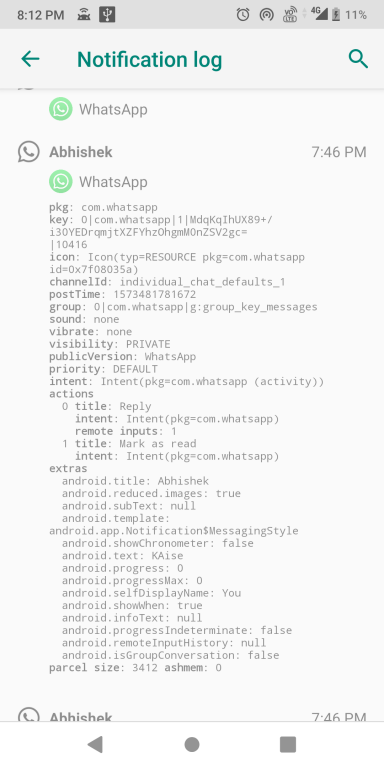 8:12 PM
4G
11%
Notification log
WhatsApp
Abhishek 7:46 PM
WhatsApp
pkg: com.whatsapp
key: 0|com.whatsapp|1|MdqKqIhUX89+/
i30YEDrqmjtXZFYhzOhgmM0nZSV2gc=
|10416
icon: Icon(typ=RESOURCE pkg=com.whatsapp
id=0x7f08035a)
channelId: individual_chat_defaults_1
postTime: 1573481781672
group: 0|com.whatsapp|g:group_key_messages
sound: none
vibrate: none
visibility: PRIVATE
publicVersion: WhatsApp
priority: DEFAULT
intent: Intent(pkg=com.whatsapp (activity))
actions
0 title: Reply
intent: Intent(pkg=com.whatsapp)
remote inputs: 1
1 title: Mark as read
intent: Intent(pkg=com.whatsapp)
extras
android.title: Abhishek
android.reduced.images: true
android.subText: null
android.template:
android.app.Notification$MessagingStyle
android.showChronometer: false
android.text: KAise
android.progress: 0
android.progressMax: 0
android.selfDisplayName: You
android.showWhen: true
android.infoText: null
android.progressIndeterminate: false
android.remoteInputHistory: null
android.isGroupConversation: false
parcel size: 3412 ashmem: 0
Abhishek 7:46 PM